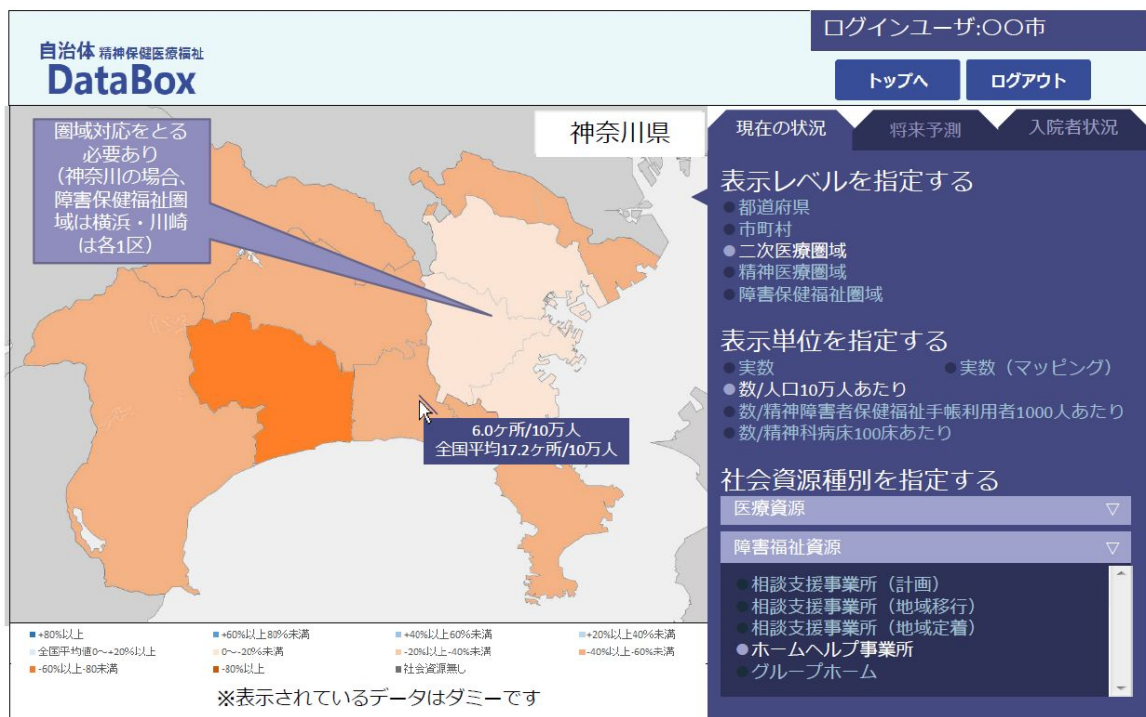 ログインユーザ:〇〇市
自治体 精神保健医療福祉
DataBox
トップへ
ログアウト
圏域対応をとる
必要あり
(神奈川の場合、
障害保健福祉圏
域は横浜・川崎
は各1区)
神奈川県
6.0ケ所/10万人
全国平均17.2ケ所/10万人
現在の状況
将来予測
入院者状況
表示レベルを指定する
都道府県
市町村
二次医療圏域
精神医療圏域
障害保健福祉圏域
表示単位を指定する
実数
実数(マッピング)
数/人口10万人あたり
数/精神障害者保健福祉手帳利用者1000人あたり
数/精神科病床100床あたり
社会資源種別を指定する
医療資源 ▽
障害福祉資源 ▽
相談支援事業所(計画)
相談支援事業所(地域移行)
相談支援事業所(地域定着)
ホームヘルプ事業所
グループホーム
+80%以上
+60%以上80%未満
+40%以上60%未満
+20%以上40%未満
全国平均値0~+20%以上
0~-20%未満
-20%以上-40%未満
-40%以上-60%未満
-60%以上-80未満
-80%以上
社会資源無し
※表示されているデータはダミーです